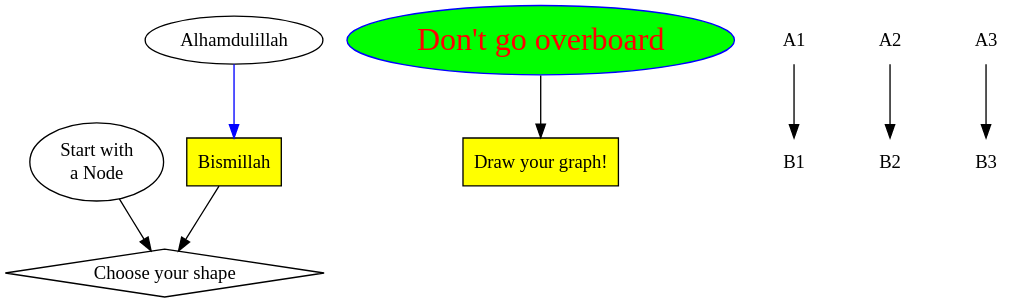 Alhamdulillah
Don't go overboard
A1
A2
A3
Start with
a Node
Bismillah
Draw your graph!
B1
B2
B3
Choose your shape